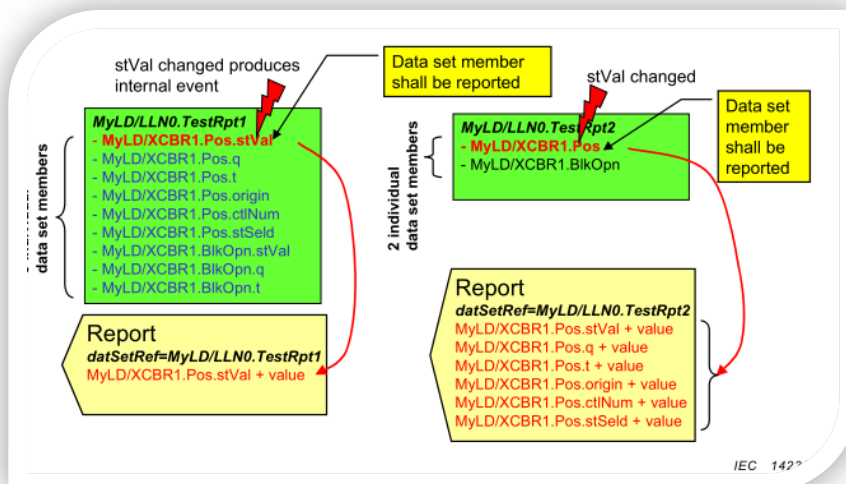 stVal changed produces
internal event
Data set member
shall be reported
MyLD/LLN0.TestRpt1
- MyLD/XCBR1.Pos.stVal
- MyLD/XCBR1.Pos.q
- MyLD/XCBR1.Pos.t
- MyLD/XCBR1.Pos.origin
- MyLD/XCBR1.Pos.ctlNum
- MyLD/XCBR1.Pos.stSeld
- MyLD/XCBR1.BlkOpn.stVal
- MyLD/XCBR1.BlkOpn.q
- MyLD/XCBR1.BlkOpn.t
data set members
Report
datSetRef=MyLD/LLN0.TestRpt1
MyLD/XCBR1.Pos.stVal + value
stVal changed
Data set
member
shall be
reported
MyLD/LLN0.TestRpt2
- MyLD/XCBR1.Pos
- MyLD/XCBR1.BlkOpn
2 individual
data set members
Report
datSetRef=MyLD/LLN0.TestRpt2
MyLD/XCBR1.Pos.stVal + value
MyLD/XCBR1.Pos.q + value
MyLD/XCBR1.Pos.t + value
MyLD/XCBR1.Pos.origin + value
MyLD/XCBR1.Pos.ctlNum + value
MyLD/XCBR1.Pos.stSeld + value
IEC